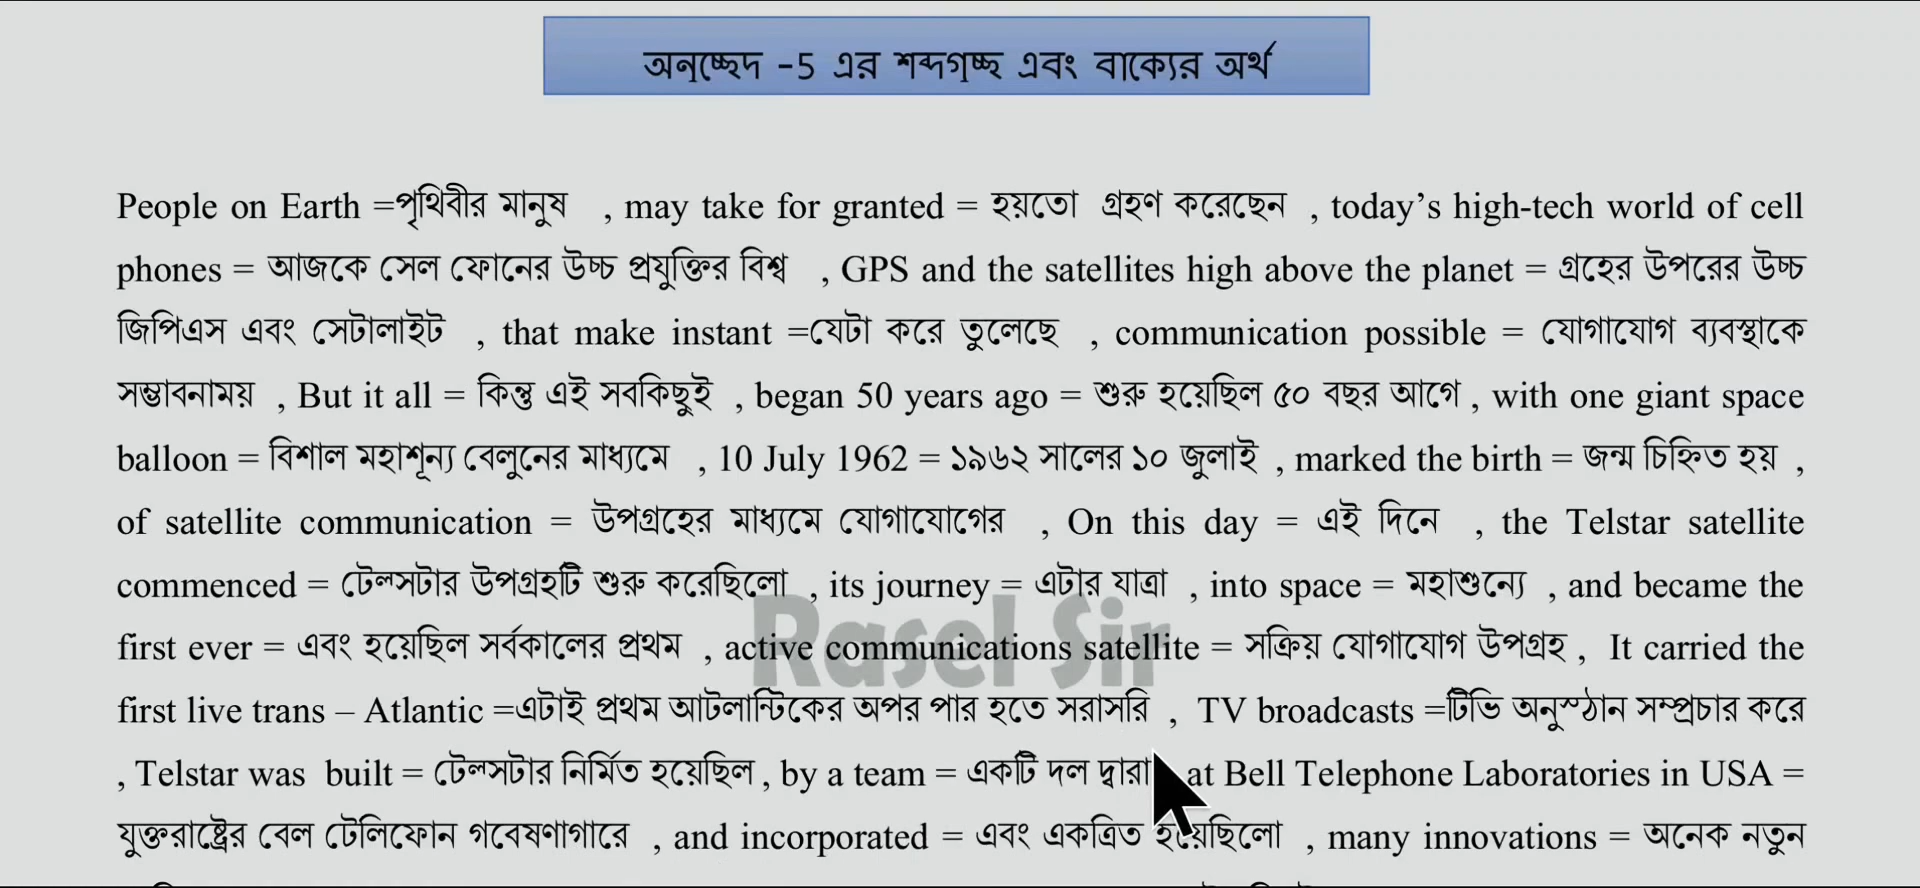 অনুচ্ছেদ -5 এর শব্দগুচ্ছ এবং বাক্যের অর্থ
People on Earth =পৃথিবীর মানুষ , may take for granted = হয়তো গ্রহণ করেছেন , today’s high-tech world of cell
phones = আজকে সেল ফোনের উচ্চ প্রযুক্তির বিশ্ব , GPS and the satellites high above the planet = গ্রহের উপরের উচ্চ
জিপিএস এবং সেটালাইট , that make instant =যেটা করে তুলেছে , communication possible = যোগাযোগ ব্যবস্থাকে
সম্ভাবনাময় , But it all = কিন্তু এই সবকিছুই , began 50 years ago = শুরু হয়েছিল ৫০ বছর আগে , with one giant space
balloon = বিশাল মহাশূন্য বেলুনের মাধ্যমে , 10 July 1962 = ১৯৬২ সালের ১০ জুলাই , marked the birth = জন্ম চিহ্নিত হয় ,
of satellite communication = উপগ্রহের মাধ্যমে যোগাযোগের , On this day = এই দিনে , the Telstar satellite
commenced = টেল্সটার উপগ্রহটি শুরু করেছিলো , its journey = এটার যাত্রা , into space = মহাশুন্যে , and became the
first ever = এবং হয়েছিল সর্বকালের প্রথম , active communications satellite = সক্রিয় যোগাযোগ উপগ্রহ , It carried the
Rasel Sir
first live trans – Atlantic =এটাই প্রথম আটলান্টিকের অপর পার হতে সরাসরি , TV broadcasts =টিভি অনুস্ঠান সম্প্রচার করে
, Telstar was built = টেল্সটার নির্মিত হয়েছিল , by a team = একটি দল দ্বারা at Bell Telephone Laboratories in USA =
যুক্তরাষ্ট্রের বেল টেলিফোন গবেষণাগারে , and incorporated = এবং একত্রিত হয়েছিলো , many innovations = অনেক নতুন